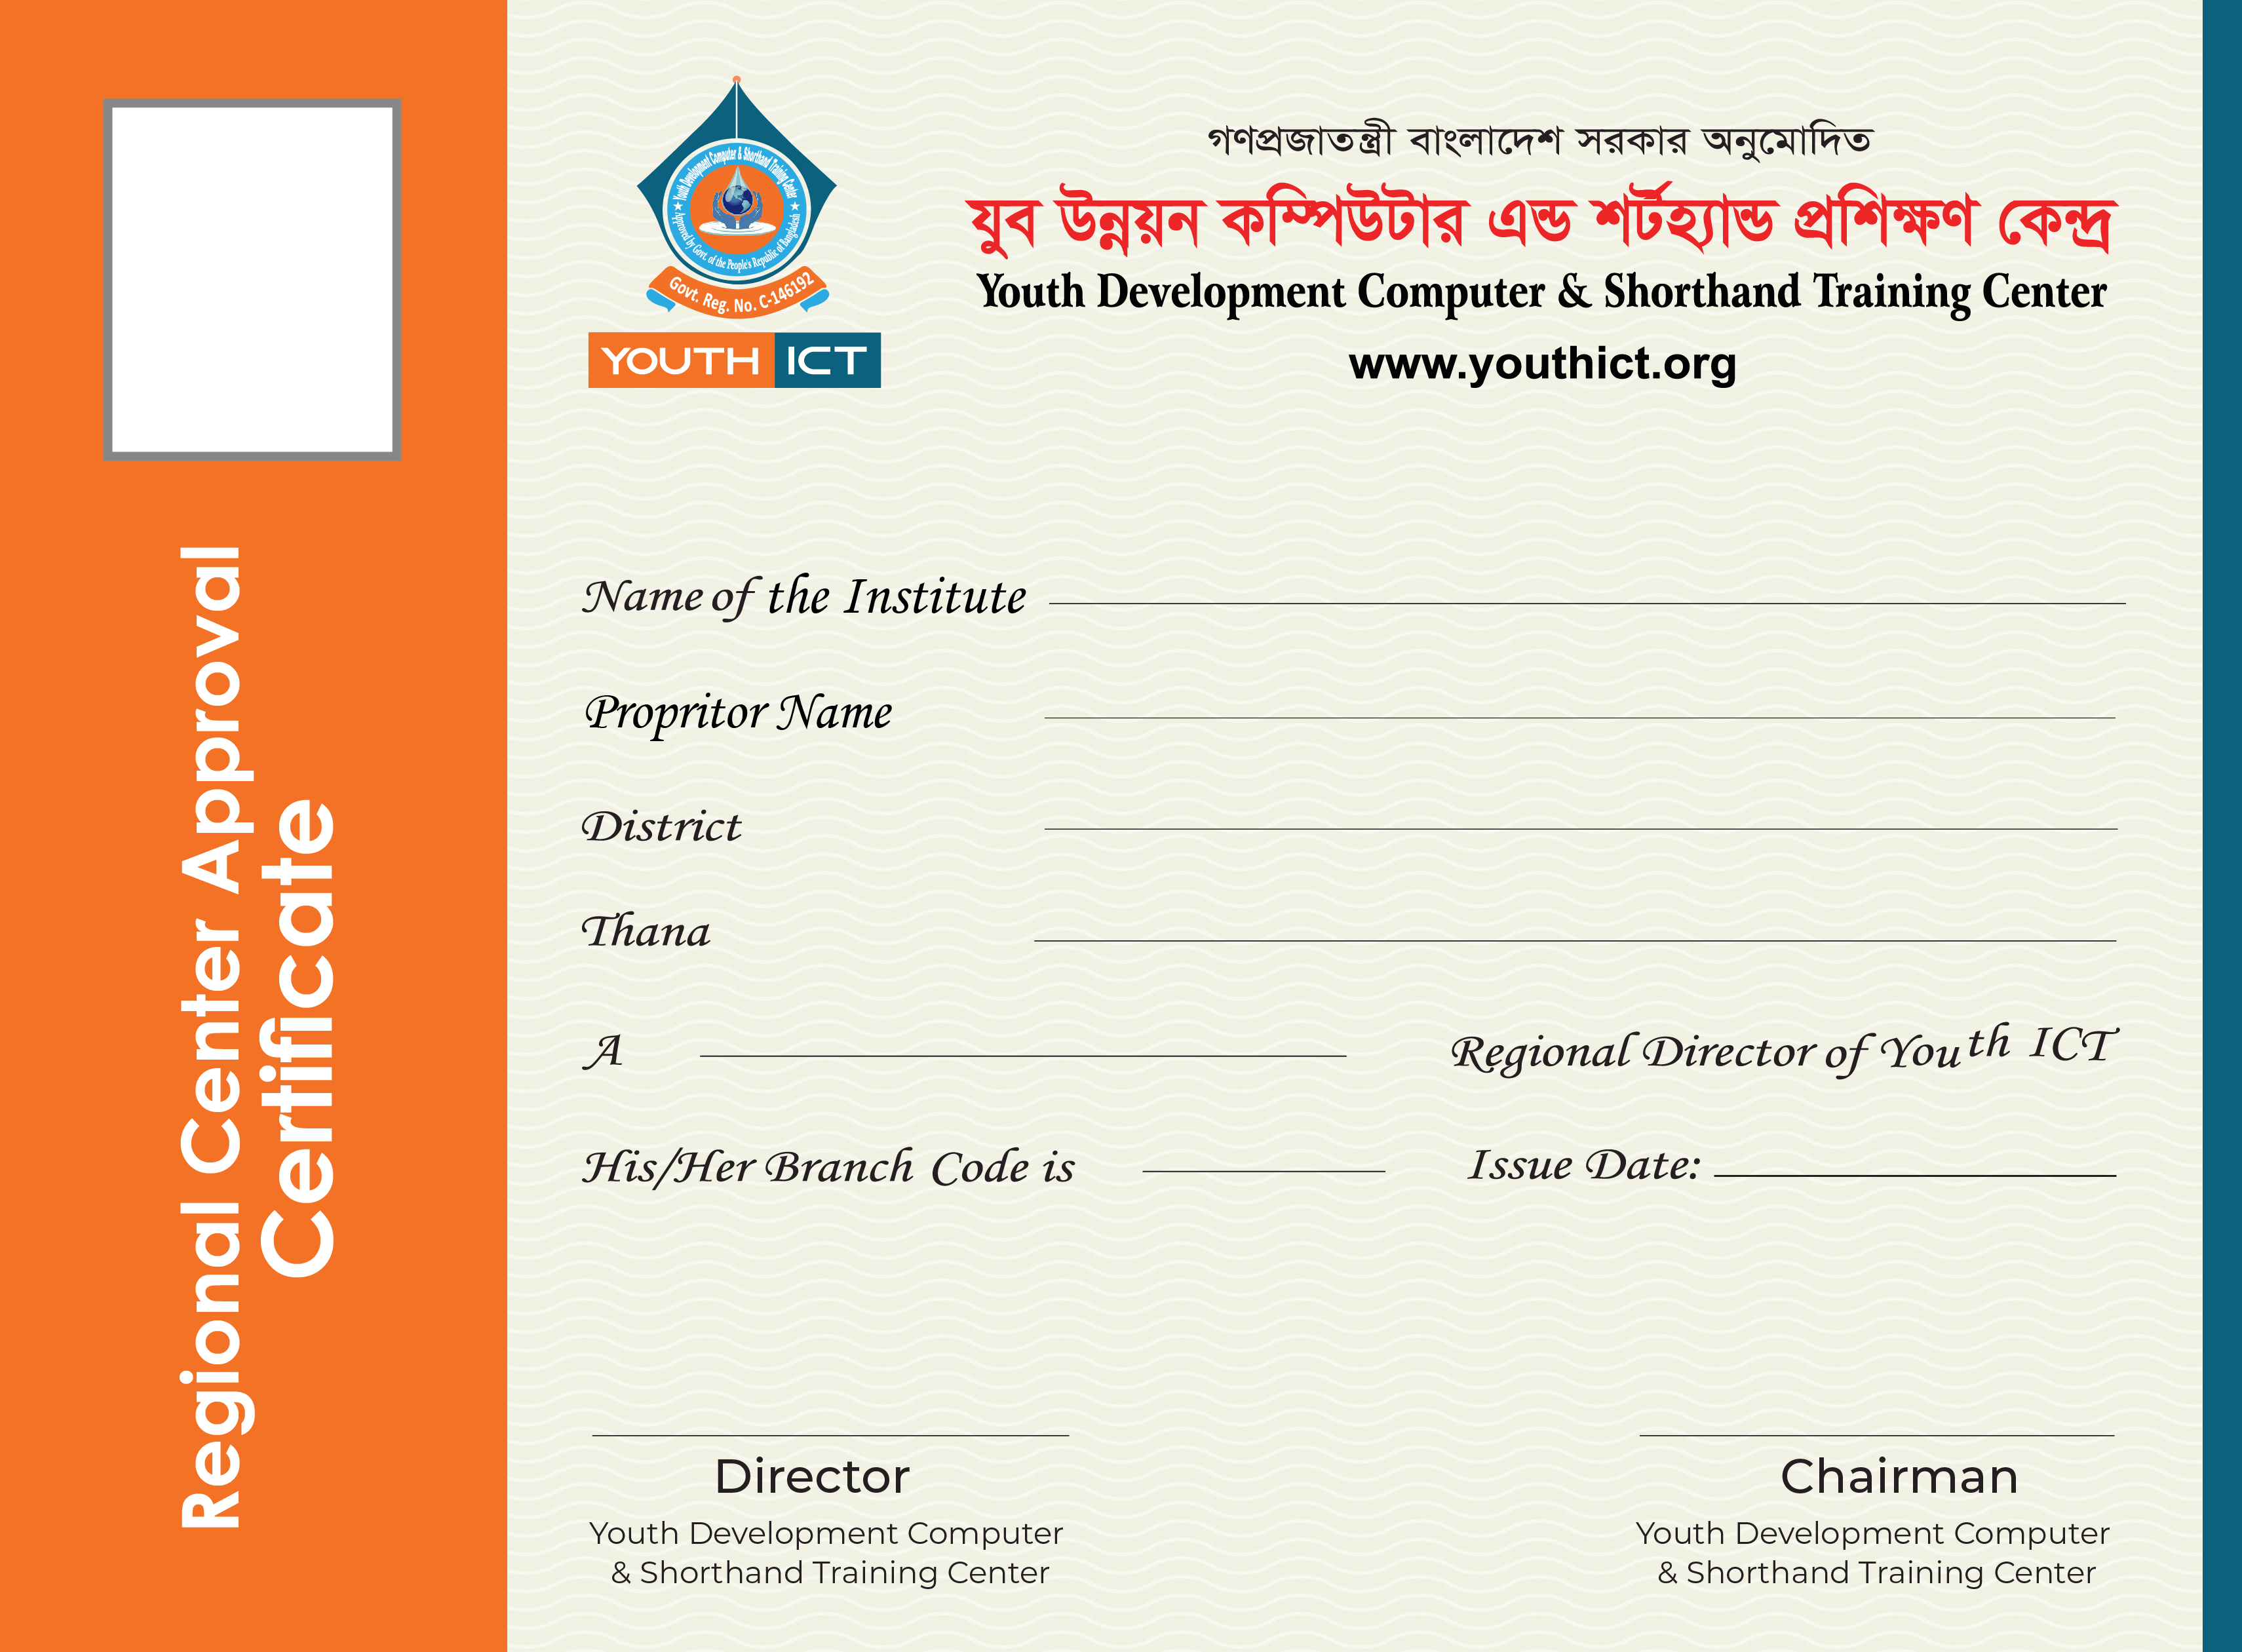 Regional Center Approval
Certificate
Youth Development Computer & Shorthand Training Center
Approved by Govt. of the People's Republic of Bangladesh
Govt. Reg. No. C-146192
YOUTH ICT
গণপ্রজাতন্ত্রী বাংলাদেশ সরকার অনুমোদিত
যুব উন্নয়ন কম্পিউটার এন্ড শর্টহ্যান্ড প্রশিক্ষণ কেন্দ্র
Youth Development Computer & Shorthand Training Center
www.youthict.org
Name of the Institute
Propritor Name
District
Thana
A Regional Director of Youth ICT
His/Her Branch Code is Issue Date:
Director
Youth Development Computer
& Shorthand Training Center
Chairman
Youth Development Computer
& Shorthand Training Center